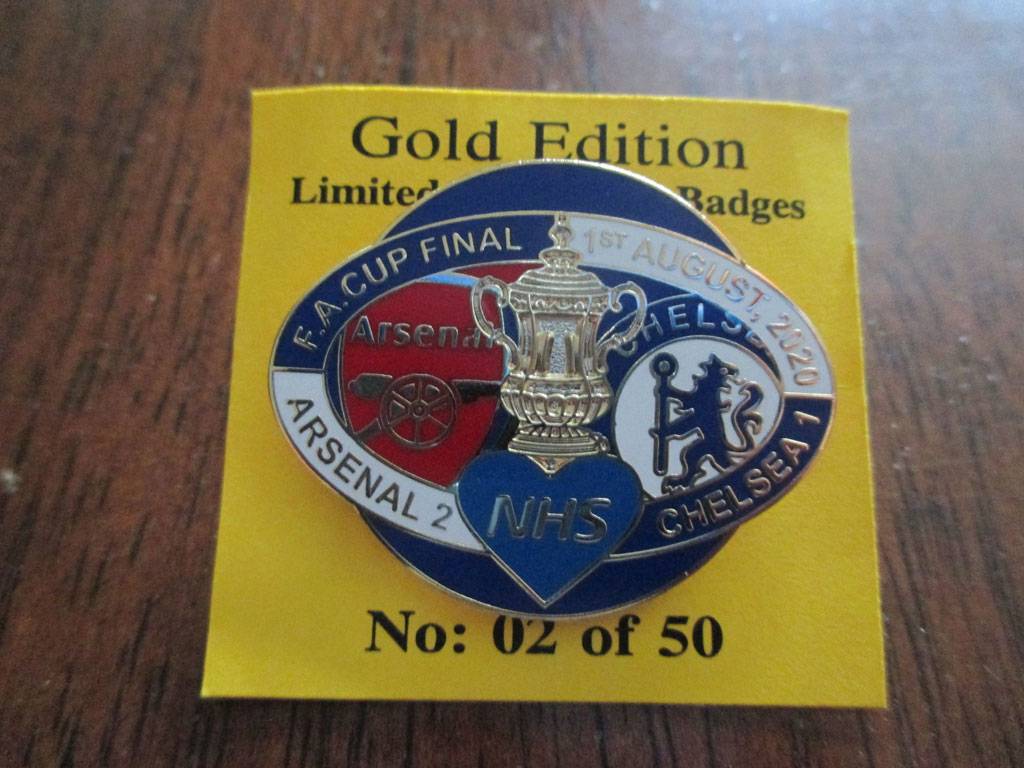 Gold Edition
Limited Badges
F.A.CUP FINAL
1ST AUGUST, 2020
Arsenal
CHELSEA
ARSENAL 2
CHELSEA 1
NHS
No: 02 of 50